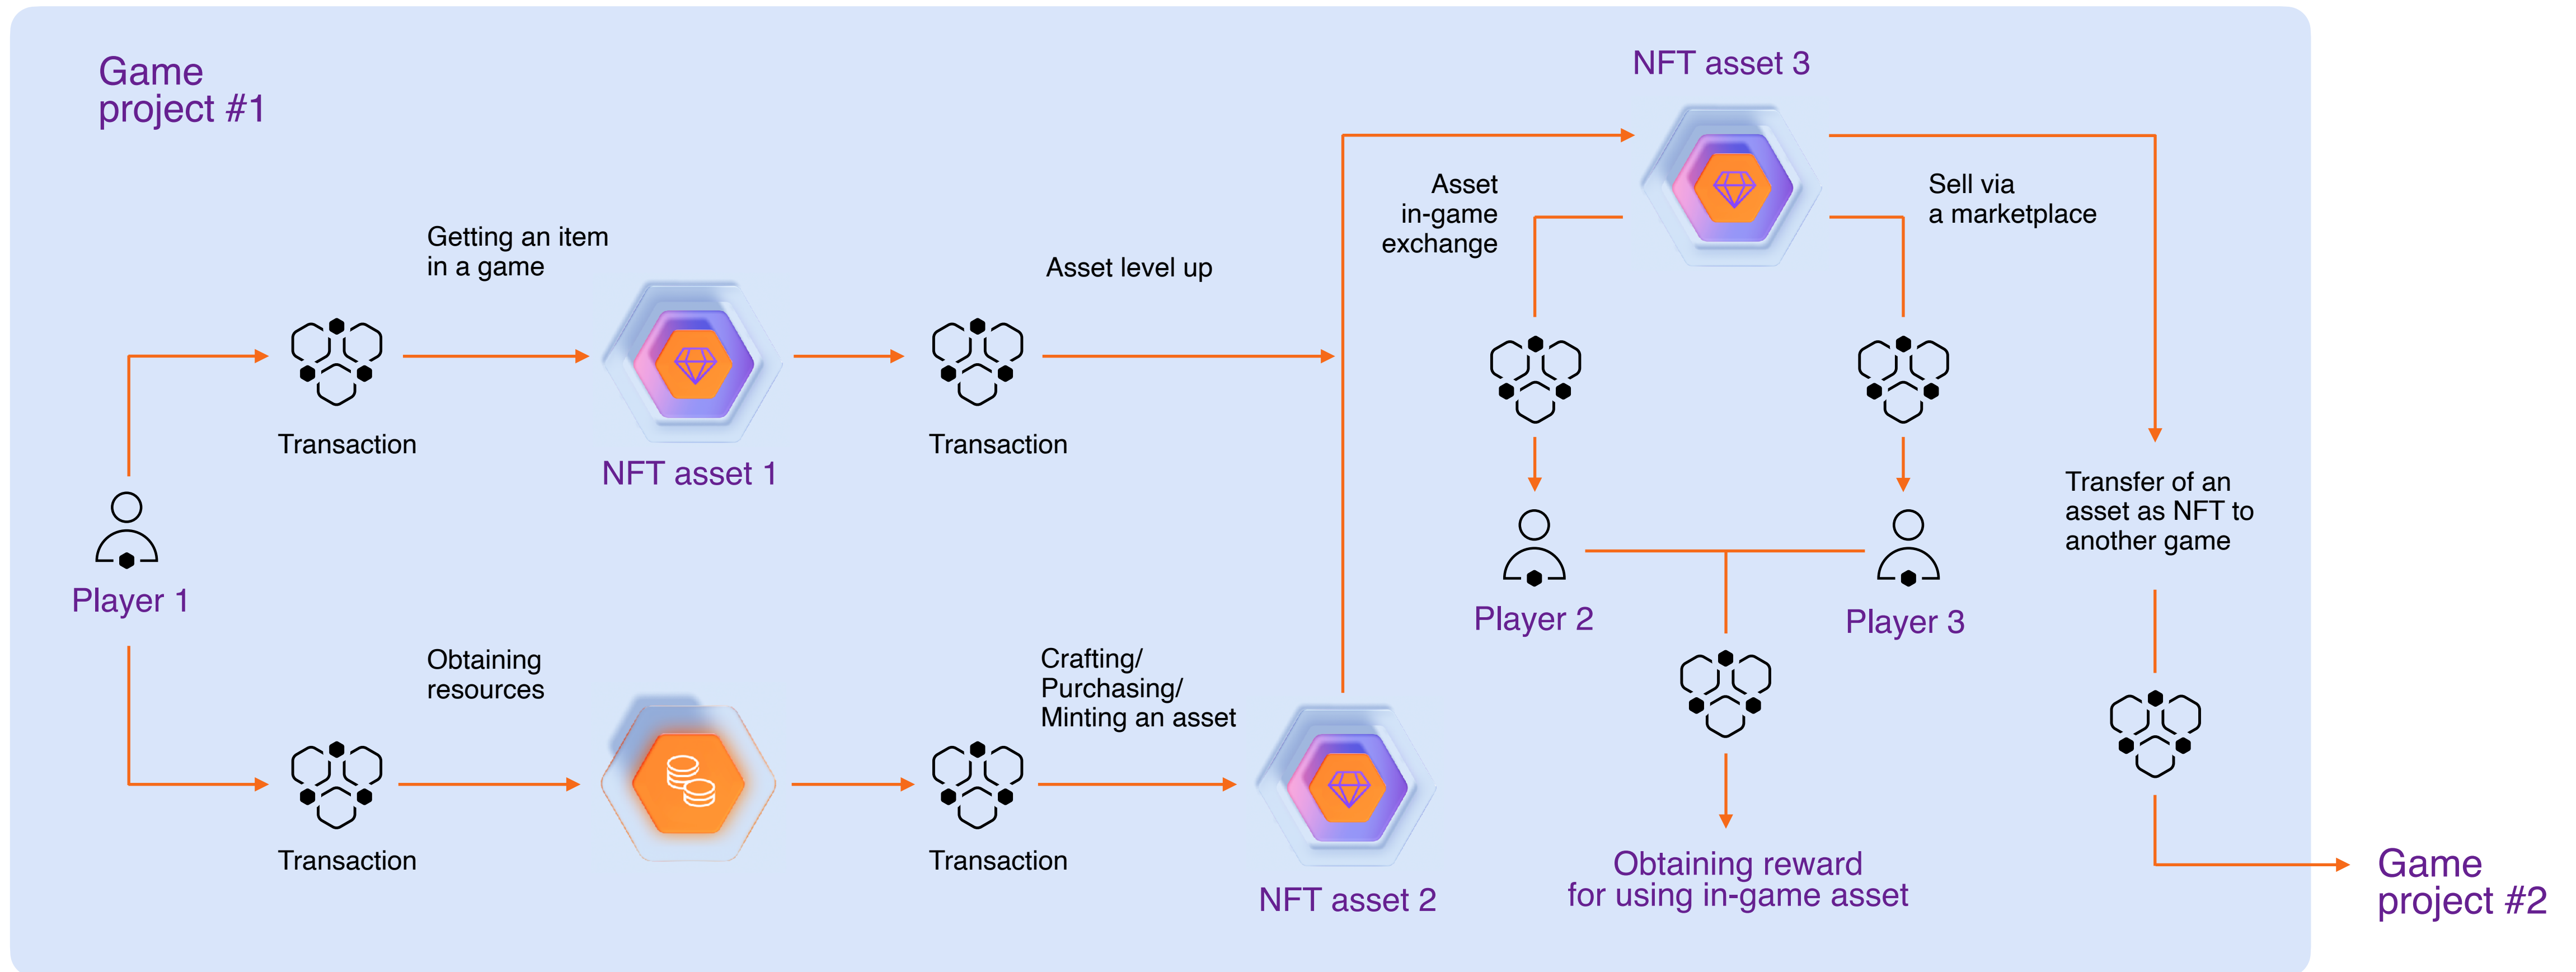 Game
project #1
NFT asset 3
Asset
in-game
exchange
Sell via
a marketplace
Getting an item
in a game
Asset level up
Transaction
NFT asset 1
Transaction
Transfer of an
asset as NFT to
another game
Player 1
Player 2
Player 3
Obtaining
resources
Crafting/
Purchasing/
Minting an asset
Transaction
Transaction
NFT asset 2
Obtaining reward
for using in-game asset
Game
project #2